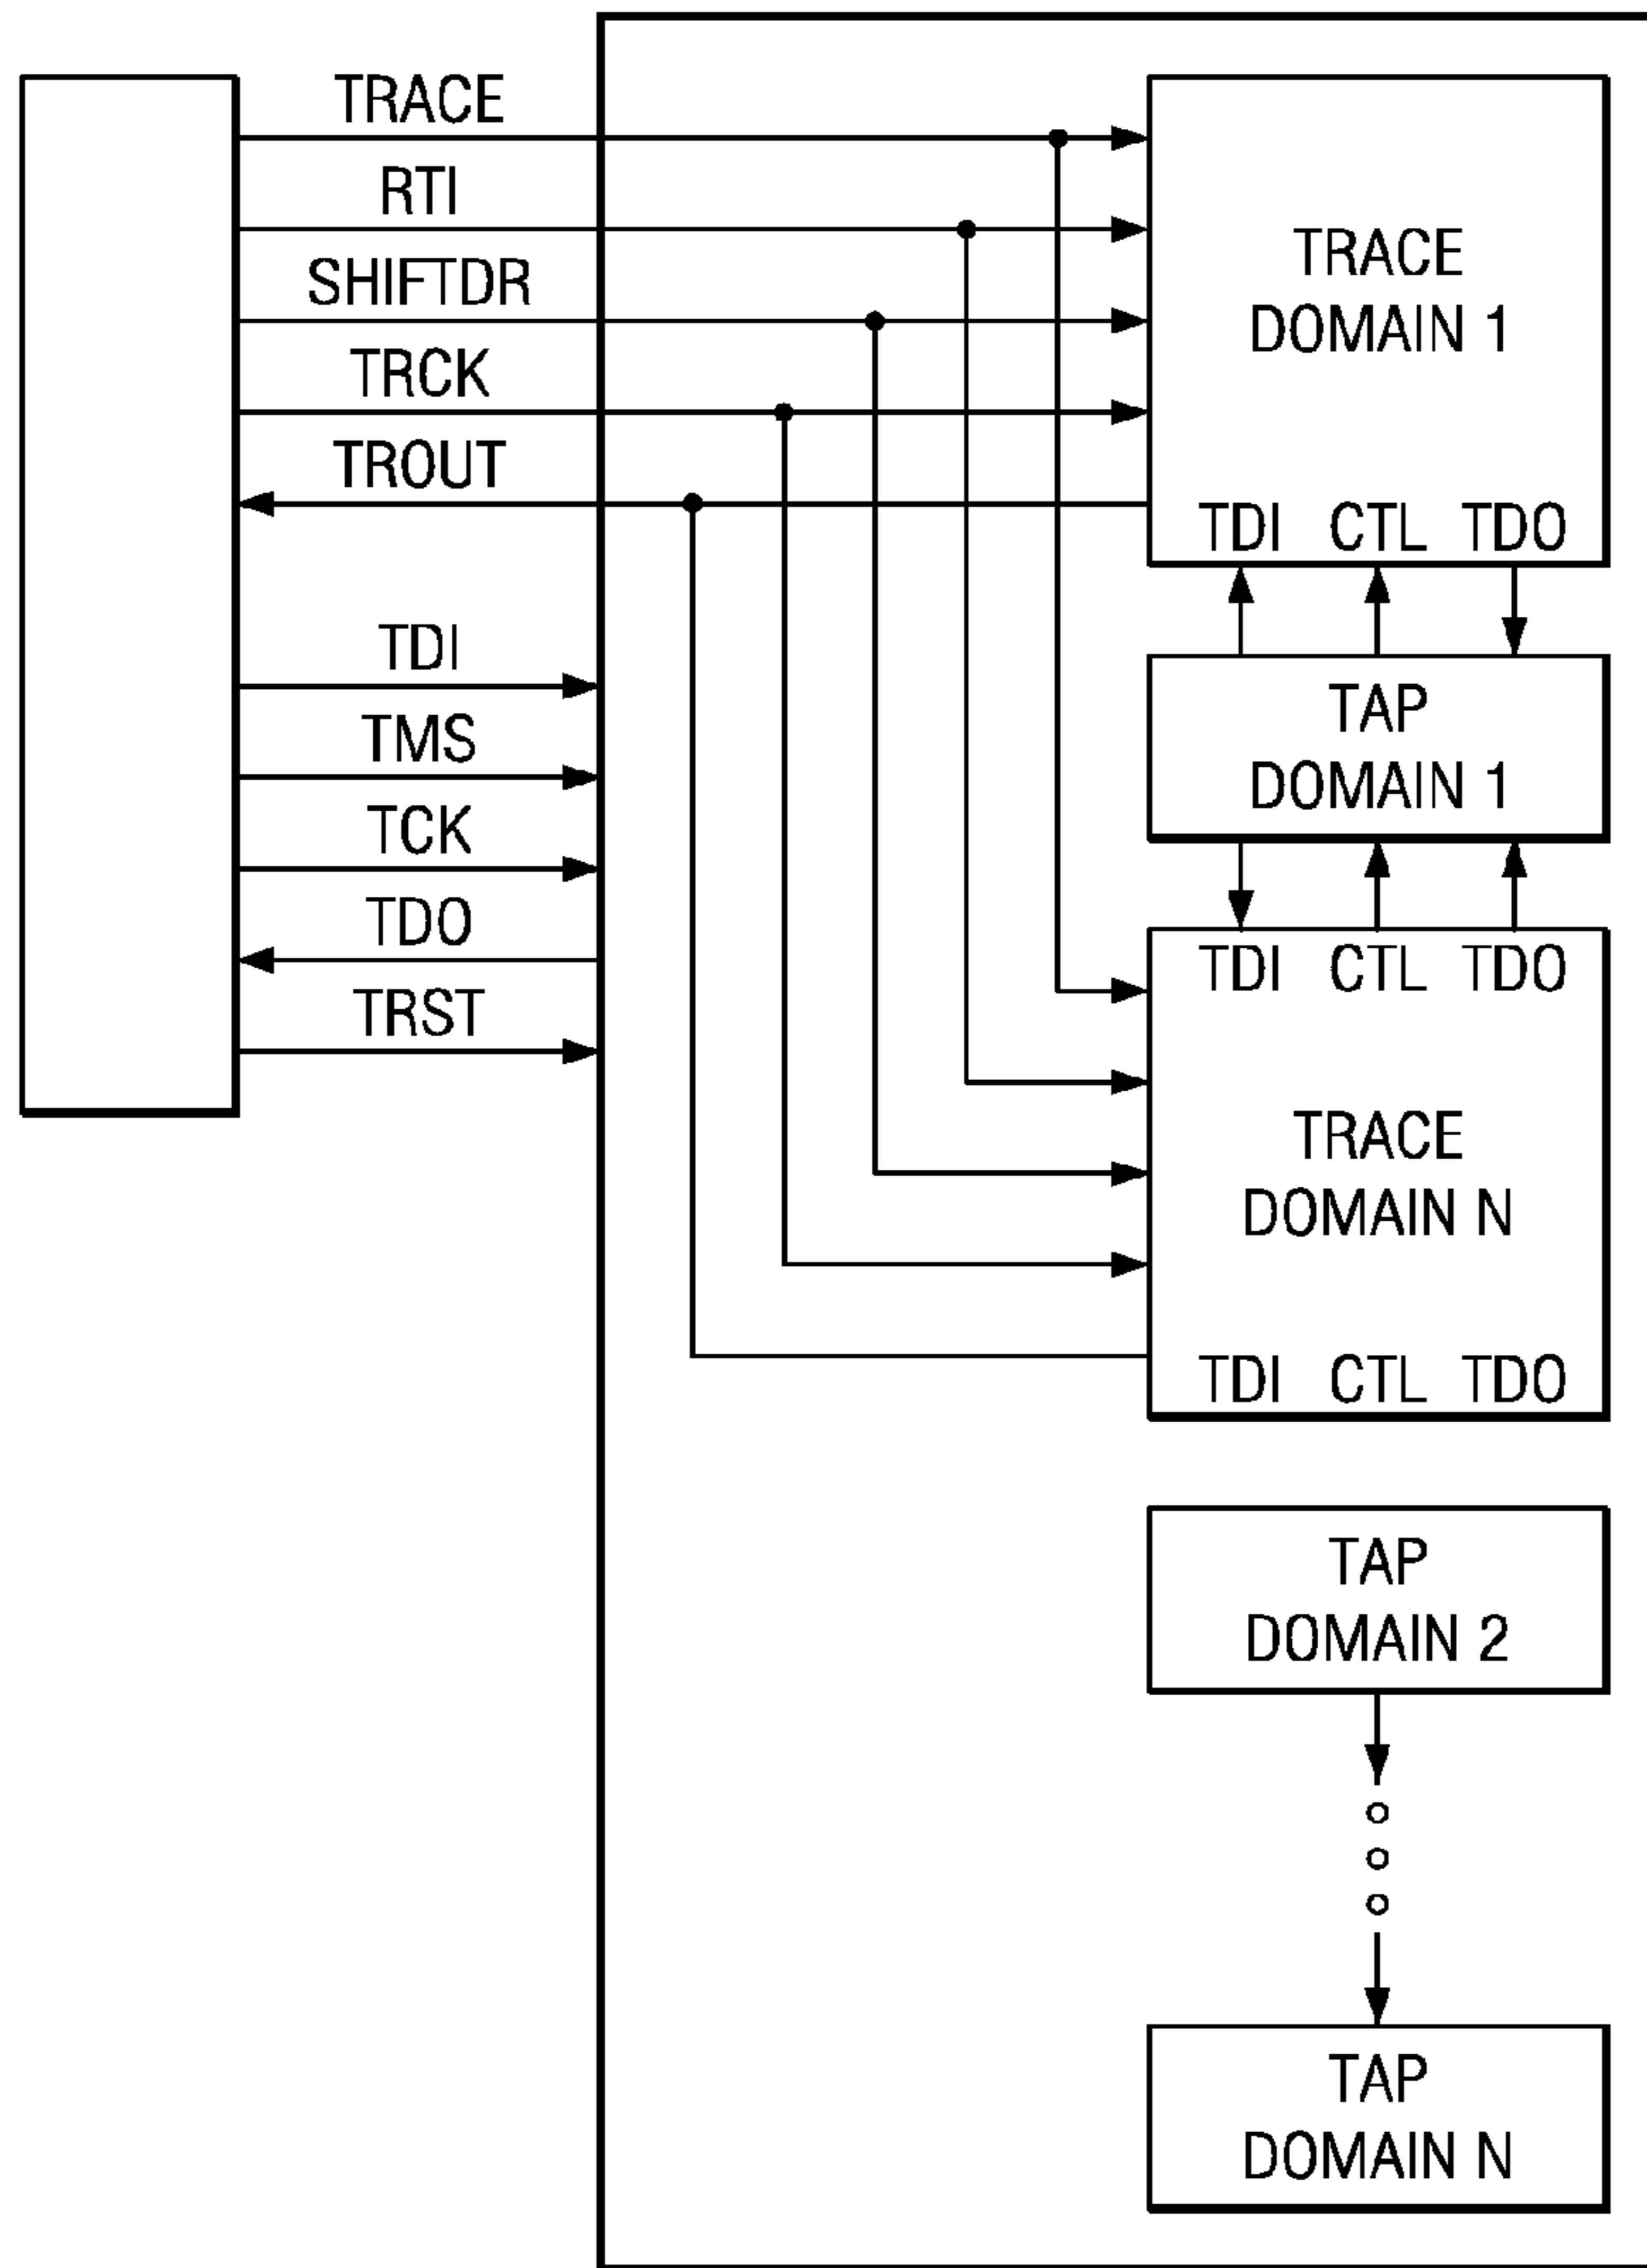 TRACE
RTI
SHIFTDR
TRCK
TROUT
TDI
TMS
TCK
TDO
TRST
TRACE
DOMAIN 1
TDI CTL TDO
TAP
DOMAIN 1
TDI CTL TDO
TRACE
DOMAIN N
TDI CTL TDO
TAP
DOMAIN 2
TAP
DOMAIN N